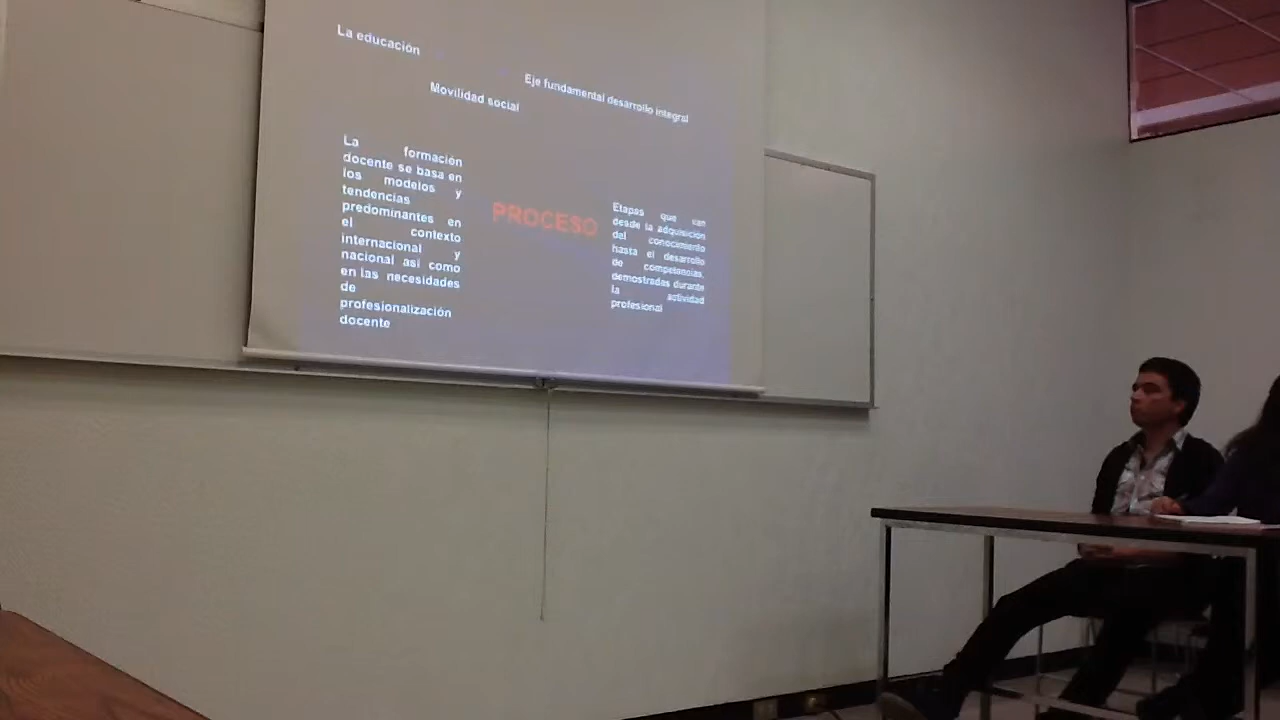 La educación
Eje fundamental desarrollo integral
Movilidad social
La formación
docente se basa en
los modelos y
tendencias
predominantes en
el contexto
internacional y
nacional así como
en las necesidades
de
profesionalización
docente
PROCESO
Etapas que van
desde la adquisición
del conocimiento
hasta el desarrollo
de competencias,
demostradas durante
la actividad
profesional